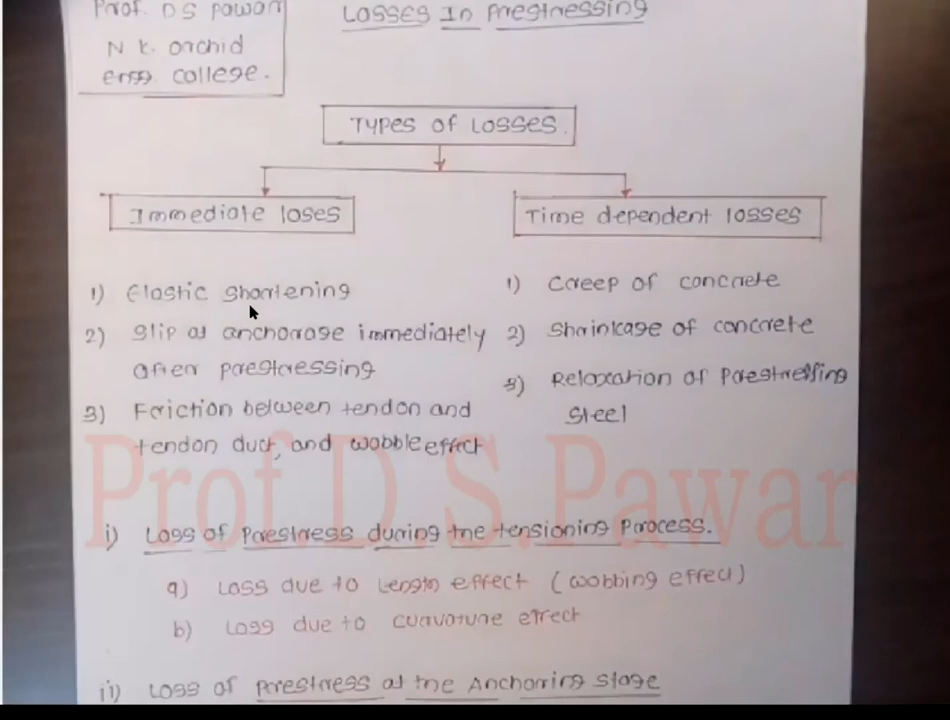 Prof. D S Pawar
Losses In Prestressing
N K. orchid
engg. college.
Types of Losses.
Immediate loses
Time dependent losses
1) Elastic shortening
2) Slip at anchorage immediately
after prestressing
3) Friction between tendon and
tendon duct, and wobble effect
1) Creep of concrete
2) Shrinkage of concrete
3) Relaxation of Prestressing
Steel
Prof. D. S. Pawar
i) Loss of Prestress during the tensioning Process.
a) Loss due to Length effect (wobbing effect)
b) Loss due to curvature effect
ii) Loss of Prestress at the Anchoring stage